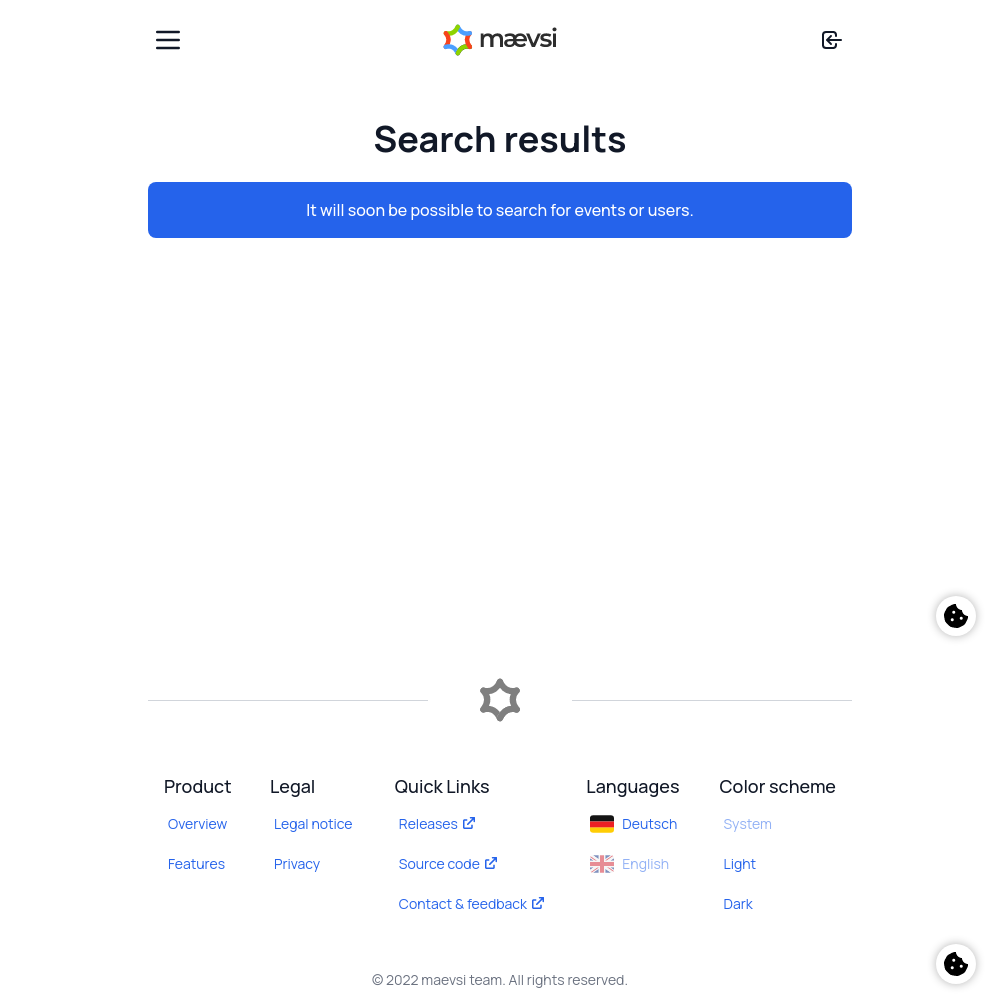 mævsi
Search results
It will soon be possible to search for events or users.
Product
Overview
Features
Legal
Legal notice
Privacy
Quick Links
Releases
Source code
Contact & feedback
Languages
Deutsch
English
Color scheme
System
Light
Dark
© 2022 maevsi team. All rights reserved.